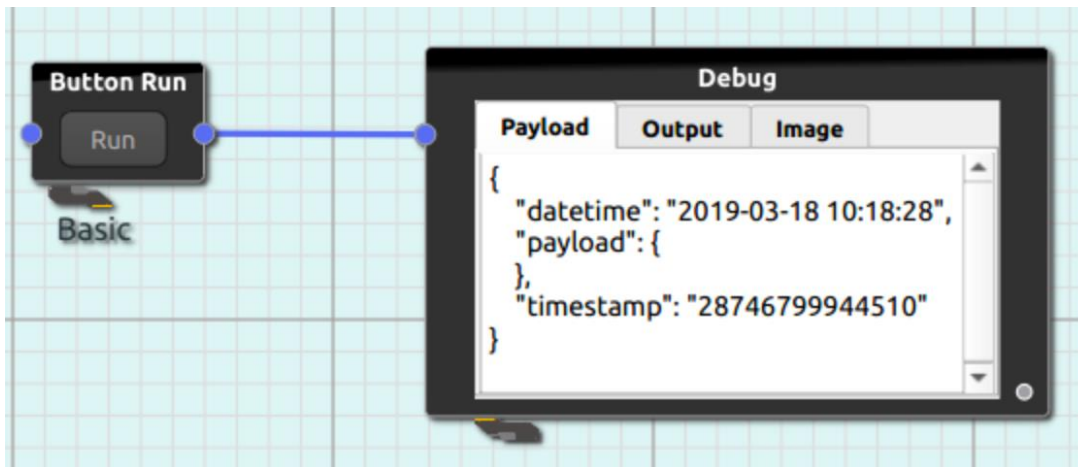 Button Run
Run
Basic
Debug
Payload Output Image
{
"datetime": "2019-03-18 10:18:28",
"payload": {
},
"timestamp": "28746799944510"
}